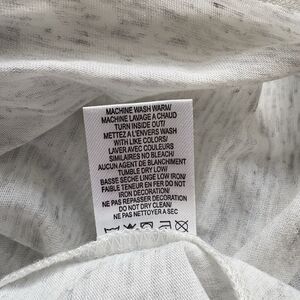 MACHINE WASH WARM/
MACHINE LAVAGE A CHAUD
TURN INSIDE OUT/
METTEZ A L'ENVERS WASH
WITH LIKE COLORS/
LAVER AVEC COULEURS
SIMILAIRES NO BLEACH/
AUCUN AGENT DE BLANCHIMENT
TUMBLE DRY LOW/
BASSE SECHE LINGE LOW IRON/
FAIBLE TENEUR EN FER DO NOT
IRON DECORATION/
NE PAS REPASSER DECORATION
DO NOT DRY CLEAN/
NE PAS NETTOYER A SEC